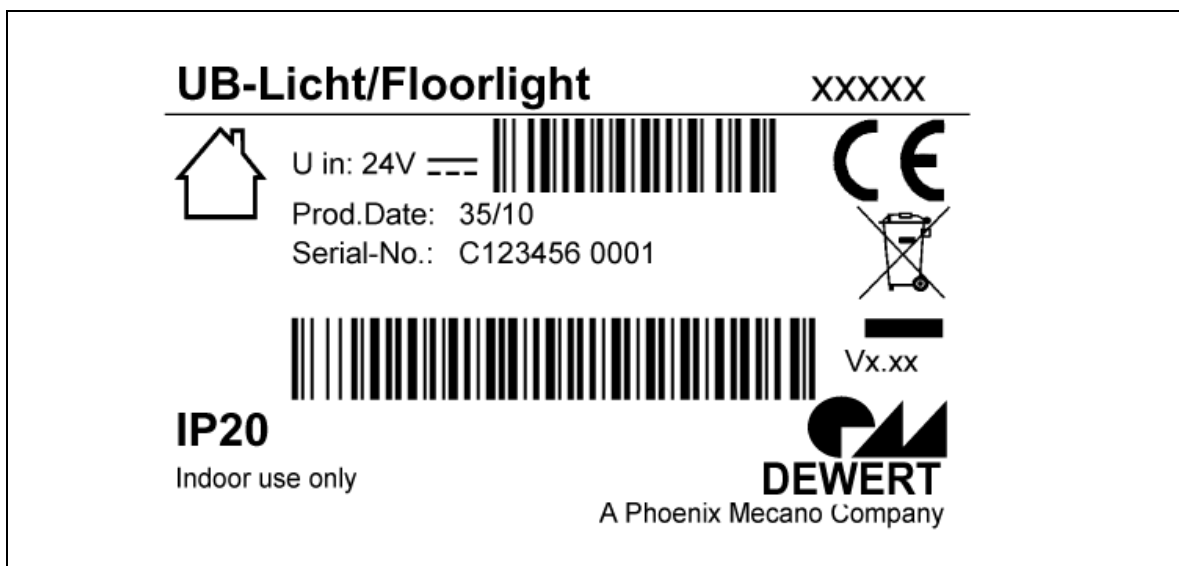 UB-Licht/Floorlight XXXXX
U in: 24V
Prod.Date: 35/10
Serial-No.: C123456 0001
Vx.xx
IP20
Indoor use only
DEWERT
A Phoenix Mecano Company